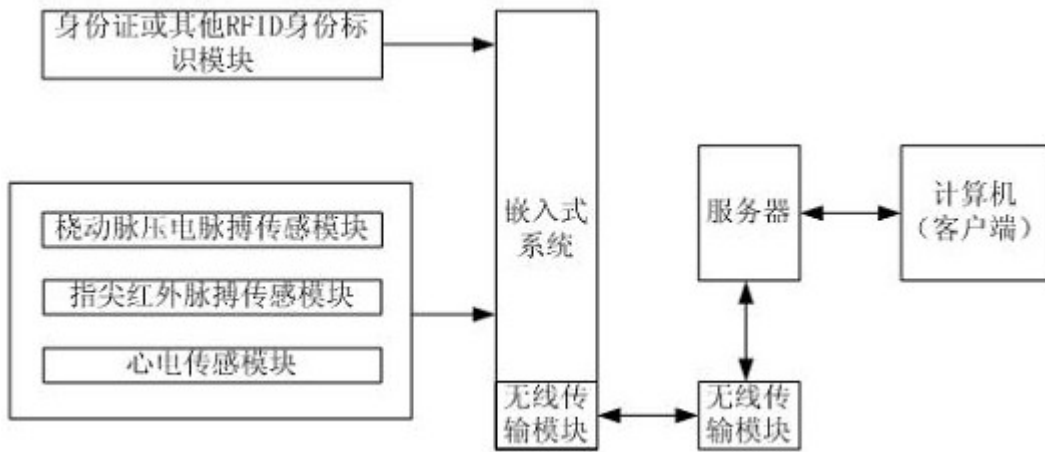 身份证或其他RFID身份标
识模块
桡动脉压电脉搏传感模块
指尖红外脉搏传感模块
心电传感模块
嵌入式
系统
无线传
输模块
服务器
无线传
输模块
计算机
（客户端）